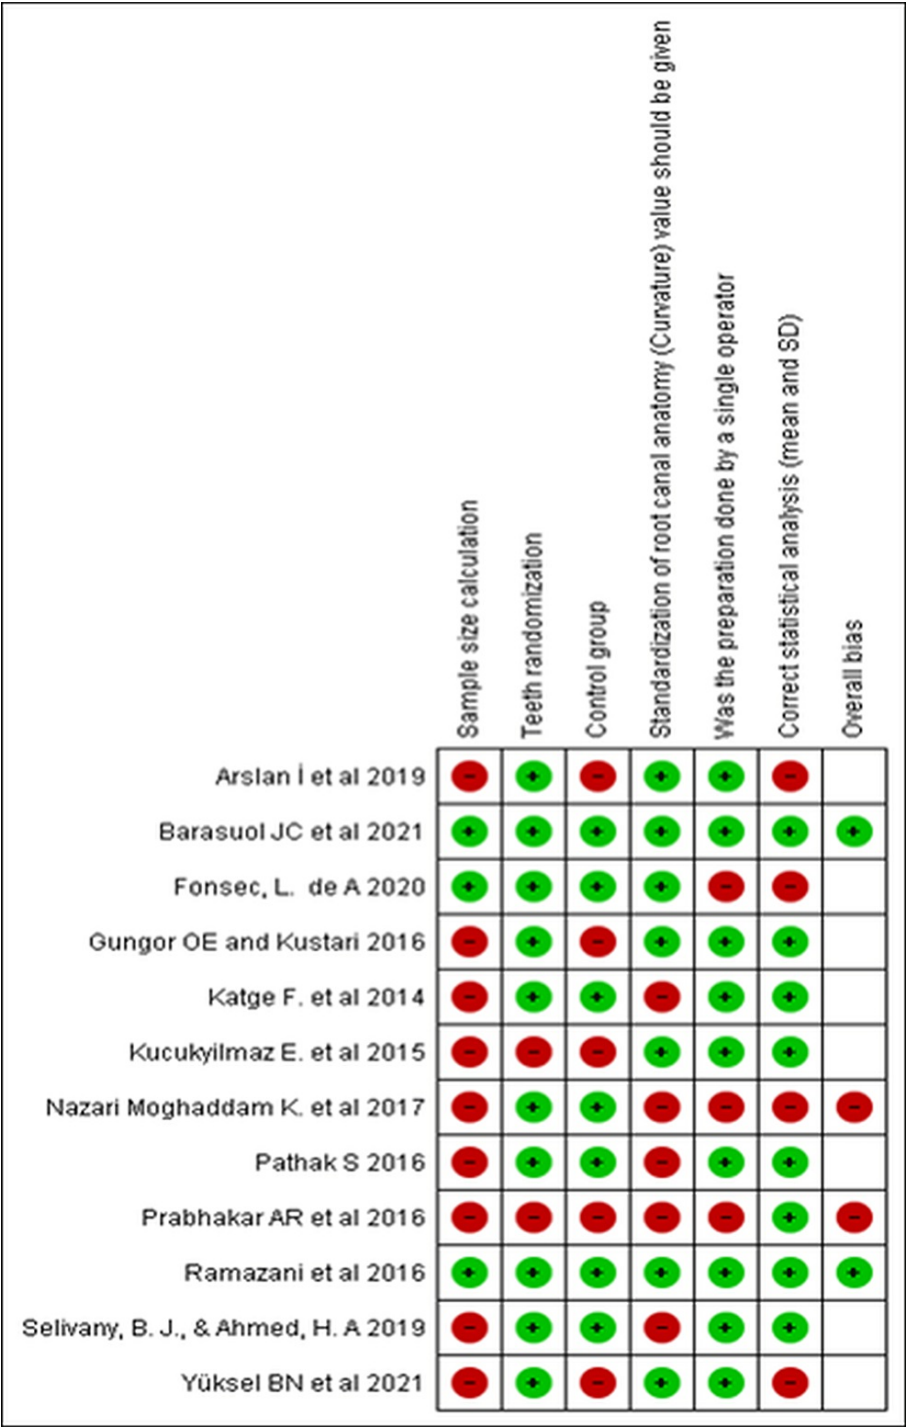 Sample size calculation
Teeth randomization
Control group
Standardization of root canal anatomy (Curvature) value should be given
Was the preparation done by a single operator
Correct statistical analysis (mean and SD)
Overall bias
Arslan İ et al 2019 - + - + + -
Barasuol JC et al 2021 + + + + + + +
Fonsec, L. de A 2020 + + + + - -
Gungor OE and Kustari 2016 - + - + + +
Katge F. et al 2014 - + + - + +
Kucukyilmaz E. et al 2015 - - - + + +
Nazari Moghaddam K. et al 2017 - + + - - - -
Pathak S 2016 - + + - + +
Prabhakar AR et al 2016 - - - - - + -
Ramazani et al 2016 + + + + + + +
Selivany, B. J., & Ahmed, H. A 2019 - + + - + +
Yüksel BN et al 2021 - + - + + -